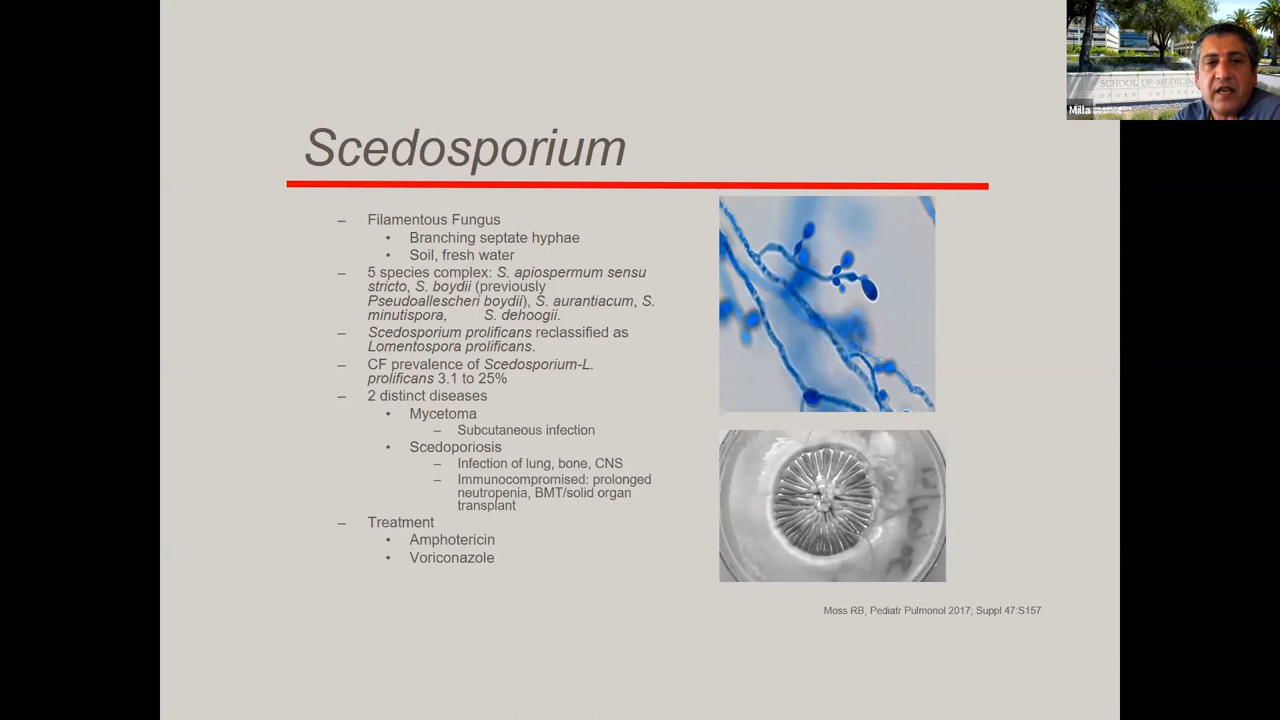 SCHOOL OF MEDICINE
Milla
Scedosporium
– Filamentous Fungus
• Branching septate hyphae
• Soil, fresh water
– 5 species complex: S. apiospermum sensu
stricto, S. boydii (previously
Pseudoallescheri boydii), S. aurantiacum, S.
minutispora, S. dehoogii.
– Scedosporium prolificans reclassified as
Lomentospora prolificans.
– CF prevalence of Scedosporium-L.
prolificans 3.1 to 25%
– 2 distinct diseases
• Mycetoma
– Subcutaneous infection
• Scedoporiosis
– Infection of lung, bone, CNS
– Immunocompromised: prolonged
neutropenia, BMT/solid organ
transplant
– Treatment
• Amphotericin
• Voriconazole
Moss RB, Pediatr Pulmonol 2017; Suppl 47:S157